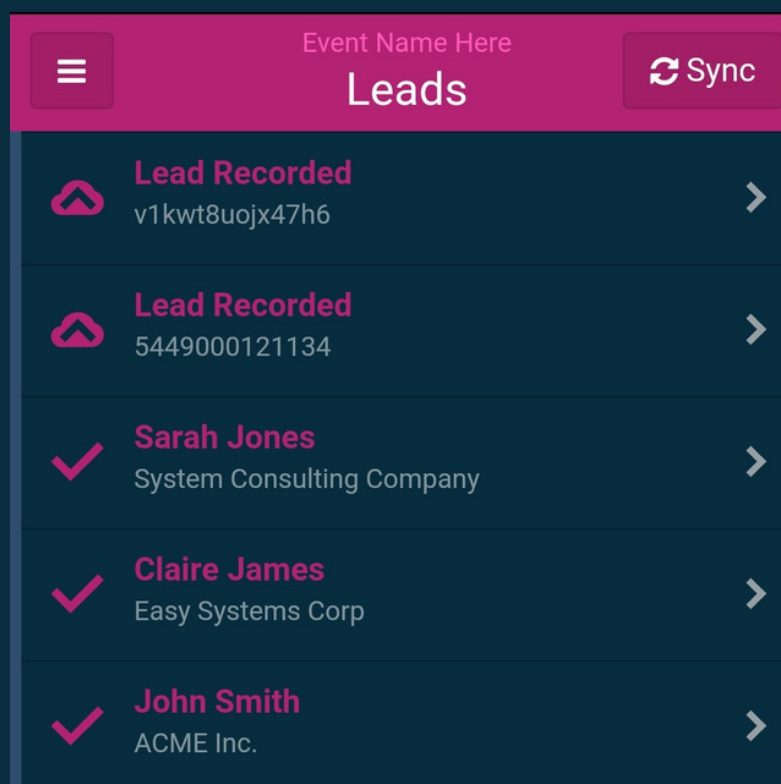 Event Name Here
Leads
Sync
Lead Recorded
v1kwt8uojx47h6
Lead Recorded
5449000121134
Sarah Jones
System Consulting Company
Claire James
Easy Systems Corp
John Smith
ACME Inc.